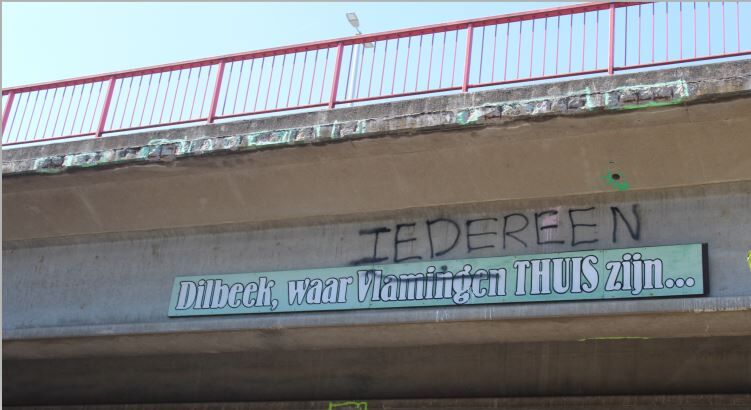 IEDEREEN
Dilbeek, waar Vlamingen THUIS zijn...